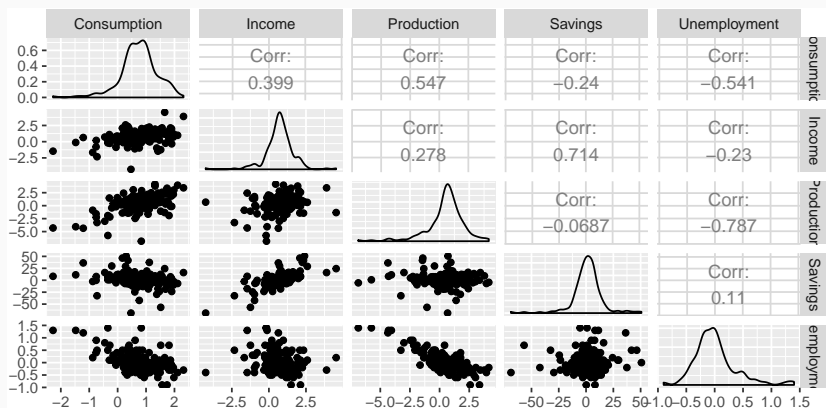 Consumption Income Production Savings Unemployment
0.6
0.4
0.2
0.0
Corr:
0.399
Corr:
0.547
Corr:
−0.24
Corr:
−0.541
onsumptio
2.5
0.0
−2.5
Corr:
0.278
Corr:
0.714
Corr:
−0.23
Income
2.5
0.0
−2.5
−5.0
Corr:
−0.0687
Corr:
−0.787
Production
50
25
0
−25
−50
Corr:
0.11
Savings
1.5
1.0
0.5
0.0
−0.5
−1.0
employm
−2 −1 0 1 2 −2.5 0.0 2.5 −5.0 −2.5 0.0 2.5 −50 −25 0 25 50 −1.0 −0.5 0.0 0.5 1.0 1.5